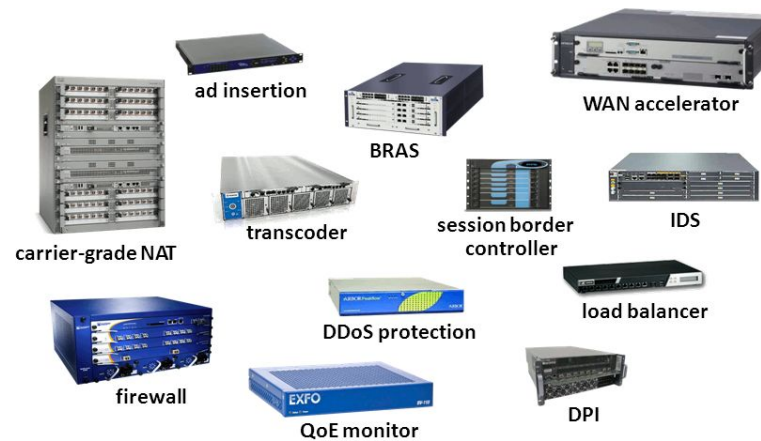 ad insertion
WAN accelerator
BRAS
carrier-grade NAT
transcoder
session border
controller
IDS
DDoS protection
load balancer
firewall
EXFO
QoE monitor
DPI